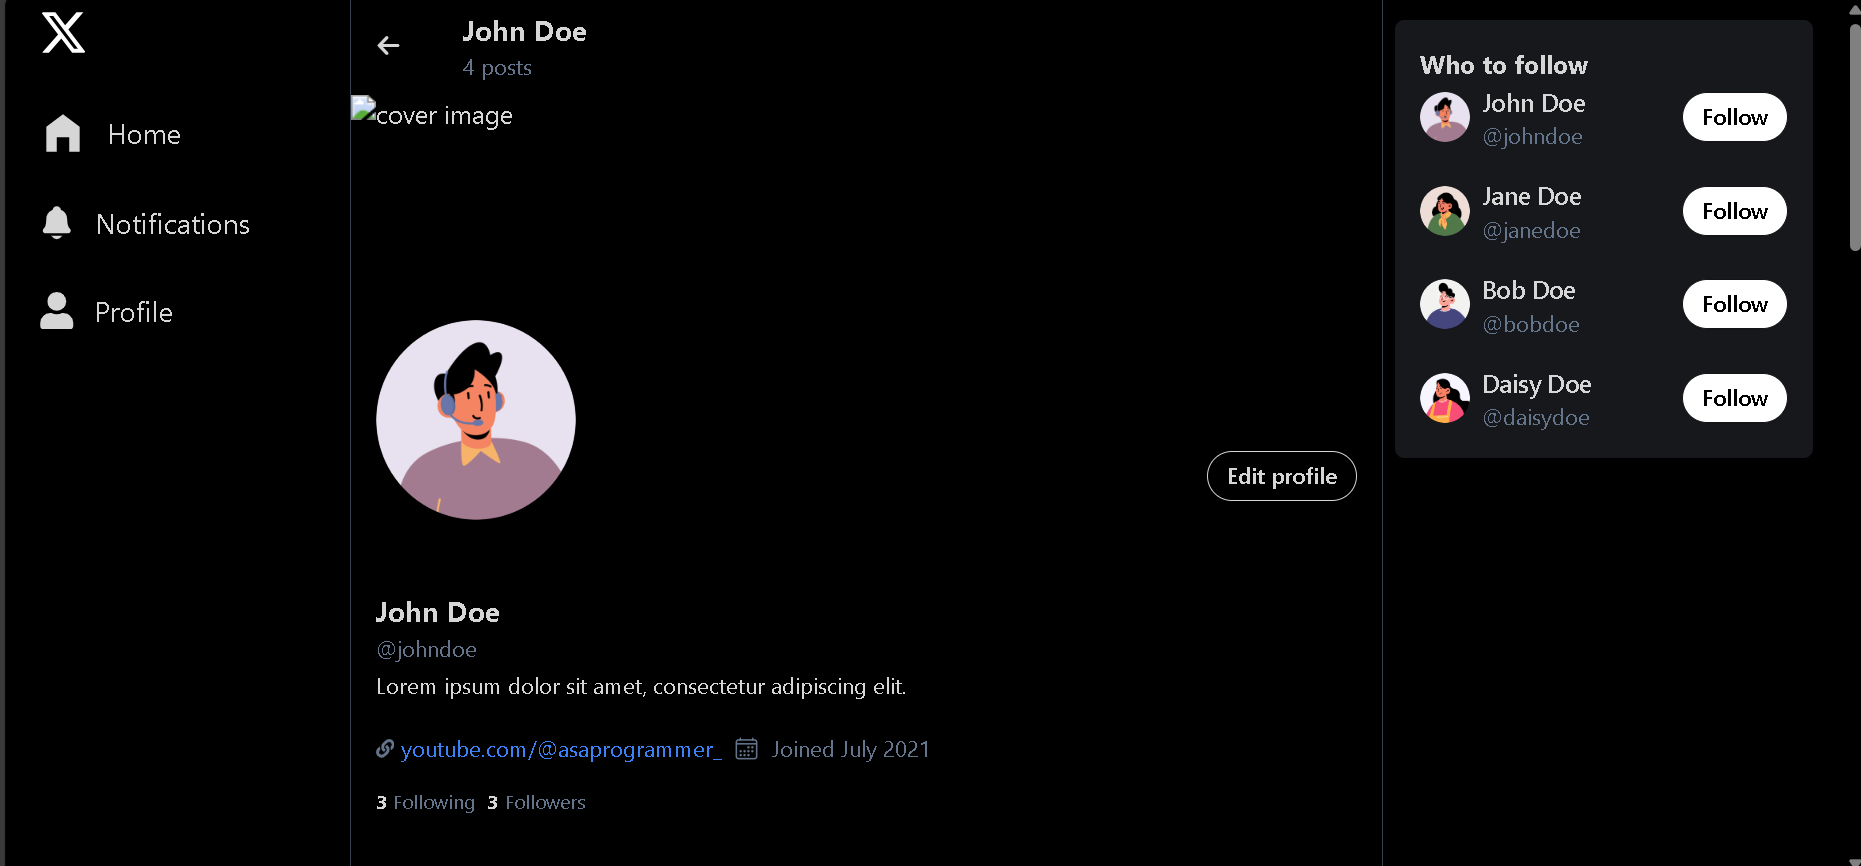 Home
Notifications
Profile
John Doe
4 posts
cover image
Edit profile
John Doe
@johndoe
Lorem ipsum dolor sit amet, consectetur adipiscing elit.
youtube.com/@asaprogrammer_ Joined July 2021
3 Following 3 Followers
Who to follow
John Doe
@johndoe
Follow
Jane Doe
@janedoe
Follow
Bob Doe
@bobdoe
Follow
Daisy Doe
@daisydoe
Follow